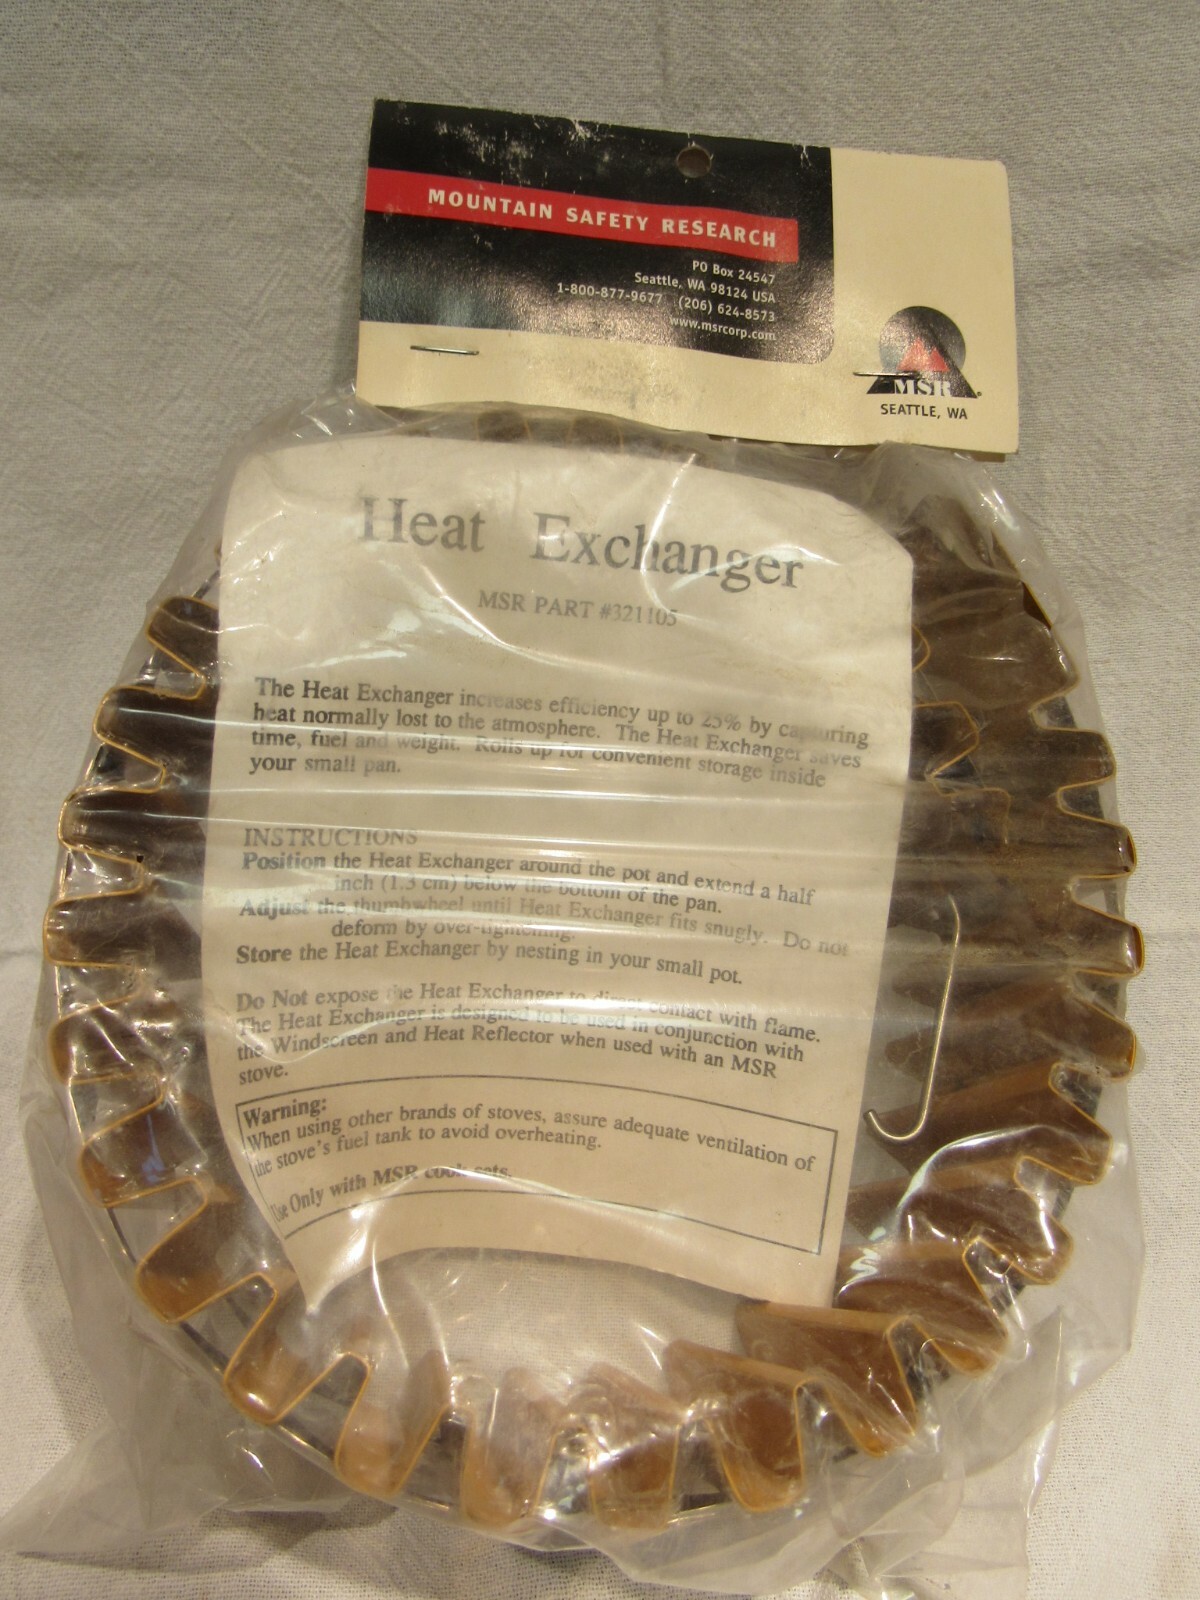 MOUNTAIN SAFETY RESEARCH
PO Box 24547
Seattle, WA 98124 USA
1-800-877-9677 (206) 624-8573
www.msrcorp.com
MSR
SEATTLE, WA
Heat Exchanger
MSR PART #321105
The Heat Exchanger increases efficiency up to 25% by capturing
heat normally lost to the atmosphere. The Heat Exchanger saves
time, fuel and weight. Rolls up for convenient storage inside
your small pan.
INSTRUCTIONS
Position the Heat Exchanger around the pot and extend a half
inch (1.3 cm) below the bottom of the pan.
Adjust the thumbwheel until Heat Exchanger fits snugly. Do not
deform by over-tightening.
Store the Heat Exchanger by nesting in your small pot.
Do Not expose the Heat Exchanger to direct contact with flame.
The Heat Exchanger is designed to be used in conjunction with
the Windscreen and Heat Reflector when used with an MSR
stove.
Warning:
When using other brands of stoves, assure adequate ventilation of
the stove's fuel tank to avoid overheating.
Use Only with MSR cook sets.